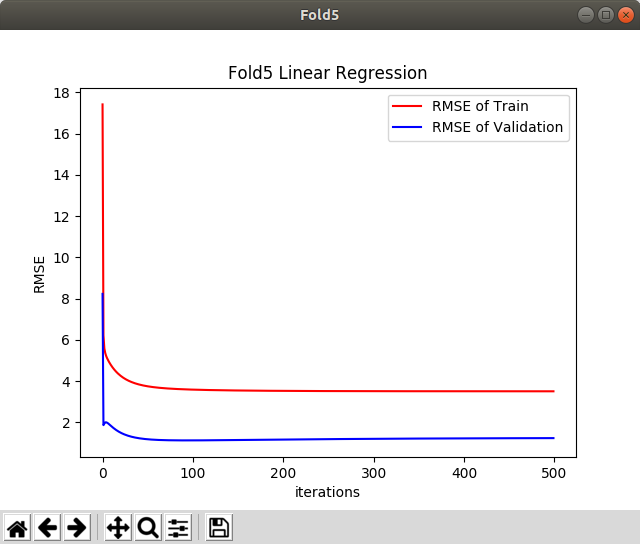 Fold5
Fold5 Linear Regression
RMSE of Train
RMSE of Validation
18
16
14
12
10
8
6
4
2
RMSE
0 100 200 300 400 500
iterations